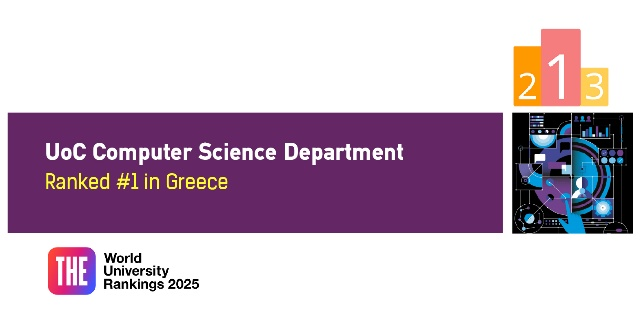 2 1 3
UoC Computer Science Department
Ranked #1 in Greece
THE World
University
Rankings 2025